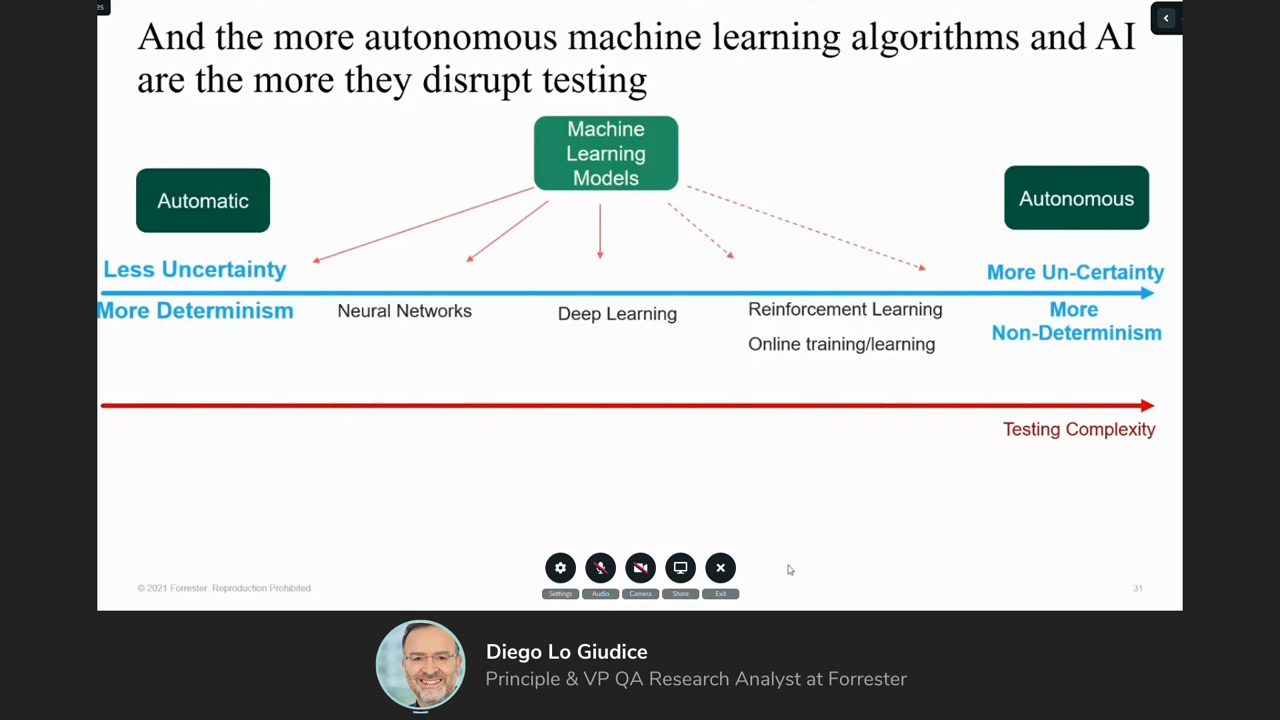 es
And the more autonomous machine learning algorithms and AI
are the more they disrupt testing
Machine
Learning
Models
Automatic
Autonomous
Less Uncertainty
More Un-Certainty
More Determinism
Neural Networks
Deep Learning
Reinforcement Learning
Online training/learning
More
Non-Determinism
Testing Complexity
Settings
Audio
Camera
Share
Exit
© 2021 Forrester. Reproduction Prohibited.
31
Diego Lo Giudice
Principle & VP QA Research Analyst at Forrester